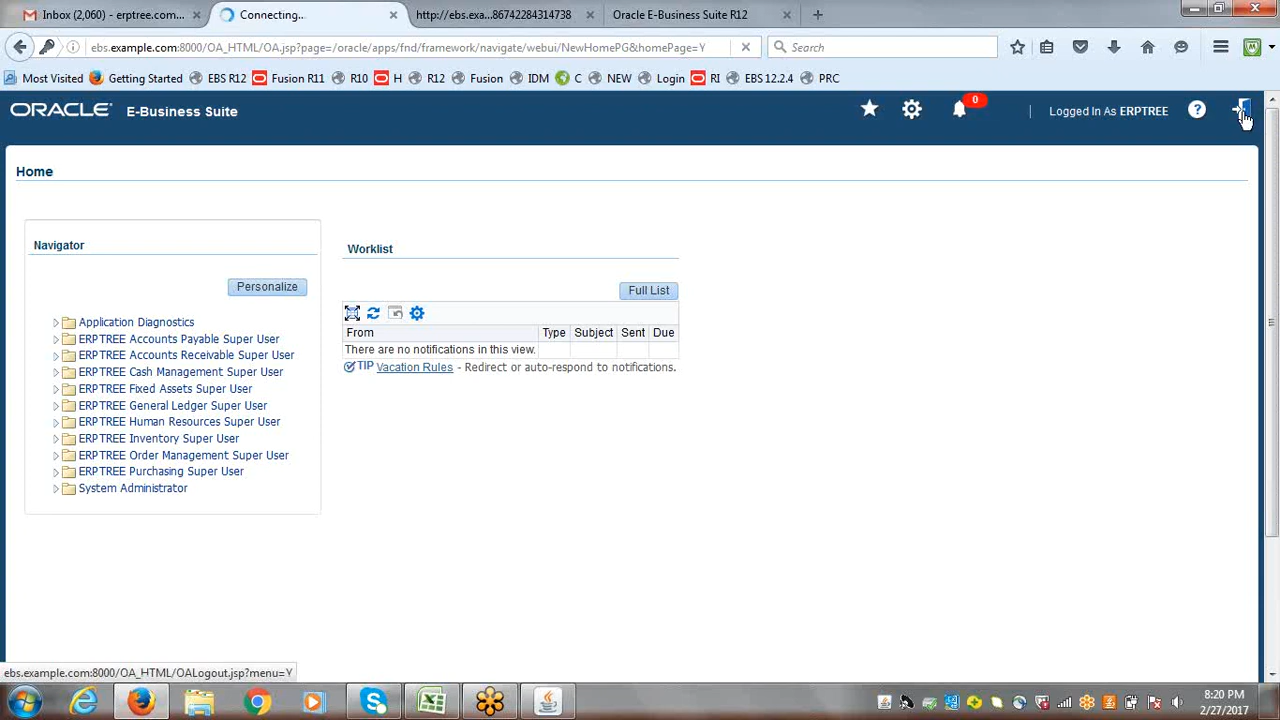 Inbox (2,060) - erptree.com...
Connecting...
http://ebs.exa...86742284314738
Oracle E-Business Suite R12
ebs.example.com:8000/OA_HTML/OA.jsp?page=/oracle/apps/fnd/framework/navigate/webui/NewHomePG&homePage=Y
Search
Most Visited
Getting Started
EBS R12
Fusion R11
R10
H
R12
Fusion
IDM
C
NEW
Login
RI
EBS 12.2.4
PRC
ORACLE
E-Business Suite
0
Logged In As ERPTREE
Home
Navigator
Personalize
Application Diagnostics
ERPTREE Accounts Payable Super User
ERPTREE Accounts Receivable Super User
ERPTREE Cash Management Super User
ERPTREE Fixed Assets Super User
ERPTREE General Ledger Super User
ERPTREE Human Resources Super User
ERPTREE Inventory Super User
ERPTREE Order Management Super User
ERPTREE Purchasing Super User
System Administrator
Worklist
Full List
From Type Subject Sent Due
There are no notifications in this view.
TIP Vacation Rules - Redirect or auto-respond to notifications.
ebs.example.com:8000/OA_HTML/OALogout.jsp?menu=Y
8:20 PM
2/27/2017